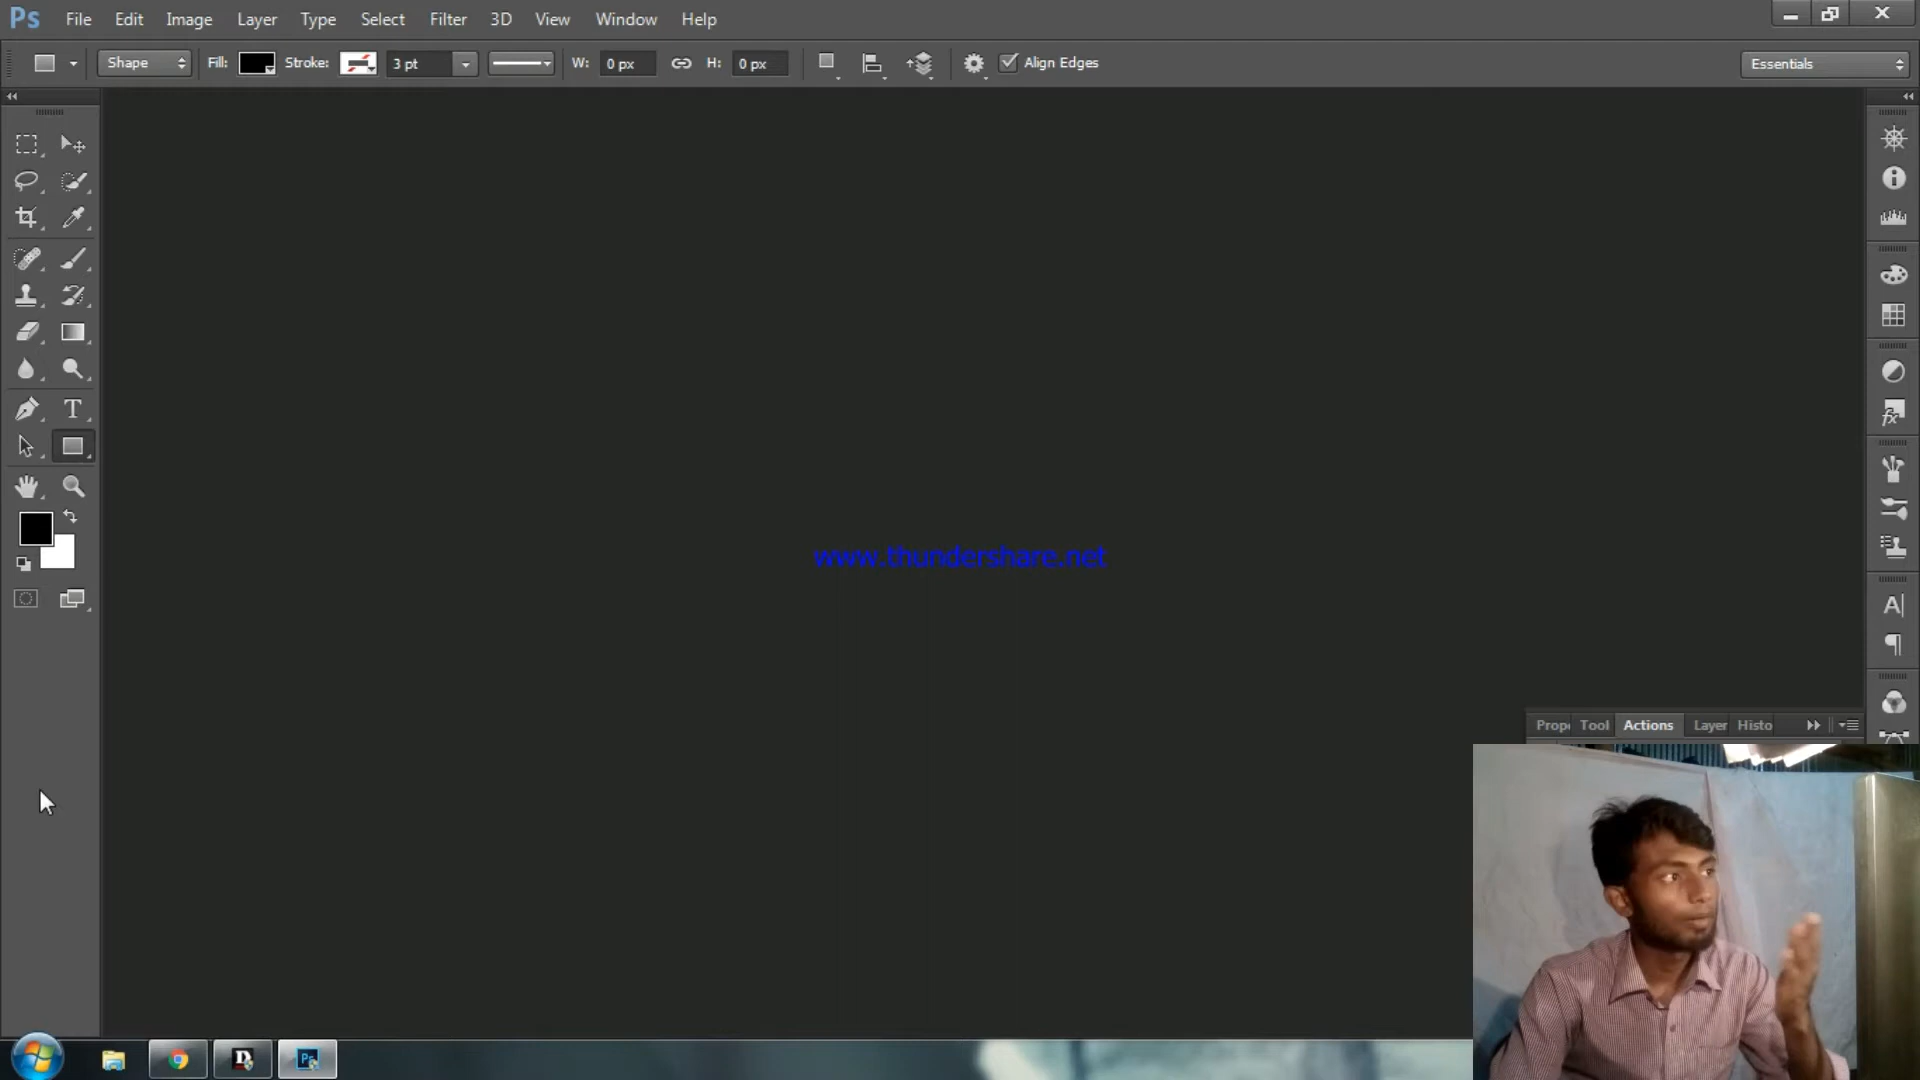 Ps File Edit Image Layer Type Select Filter 3D View Window Help
Shape Fill: Stroke: 3 pt W: 0 px H: 0 px Align Edges Essentials
www.thundershare.net
Prop Tool Actions Layer Histo